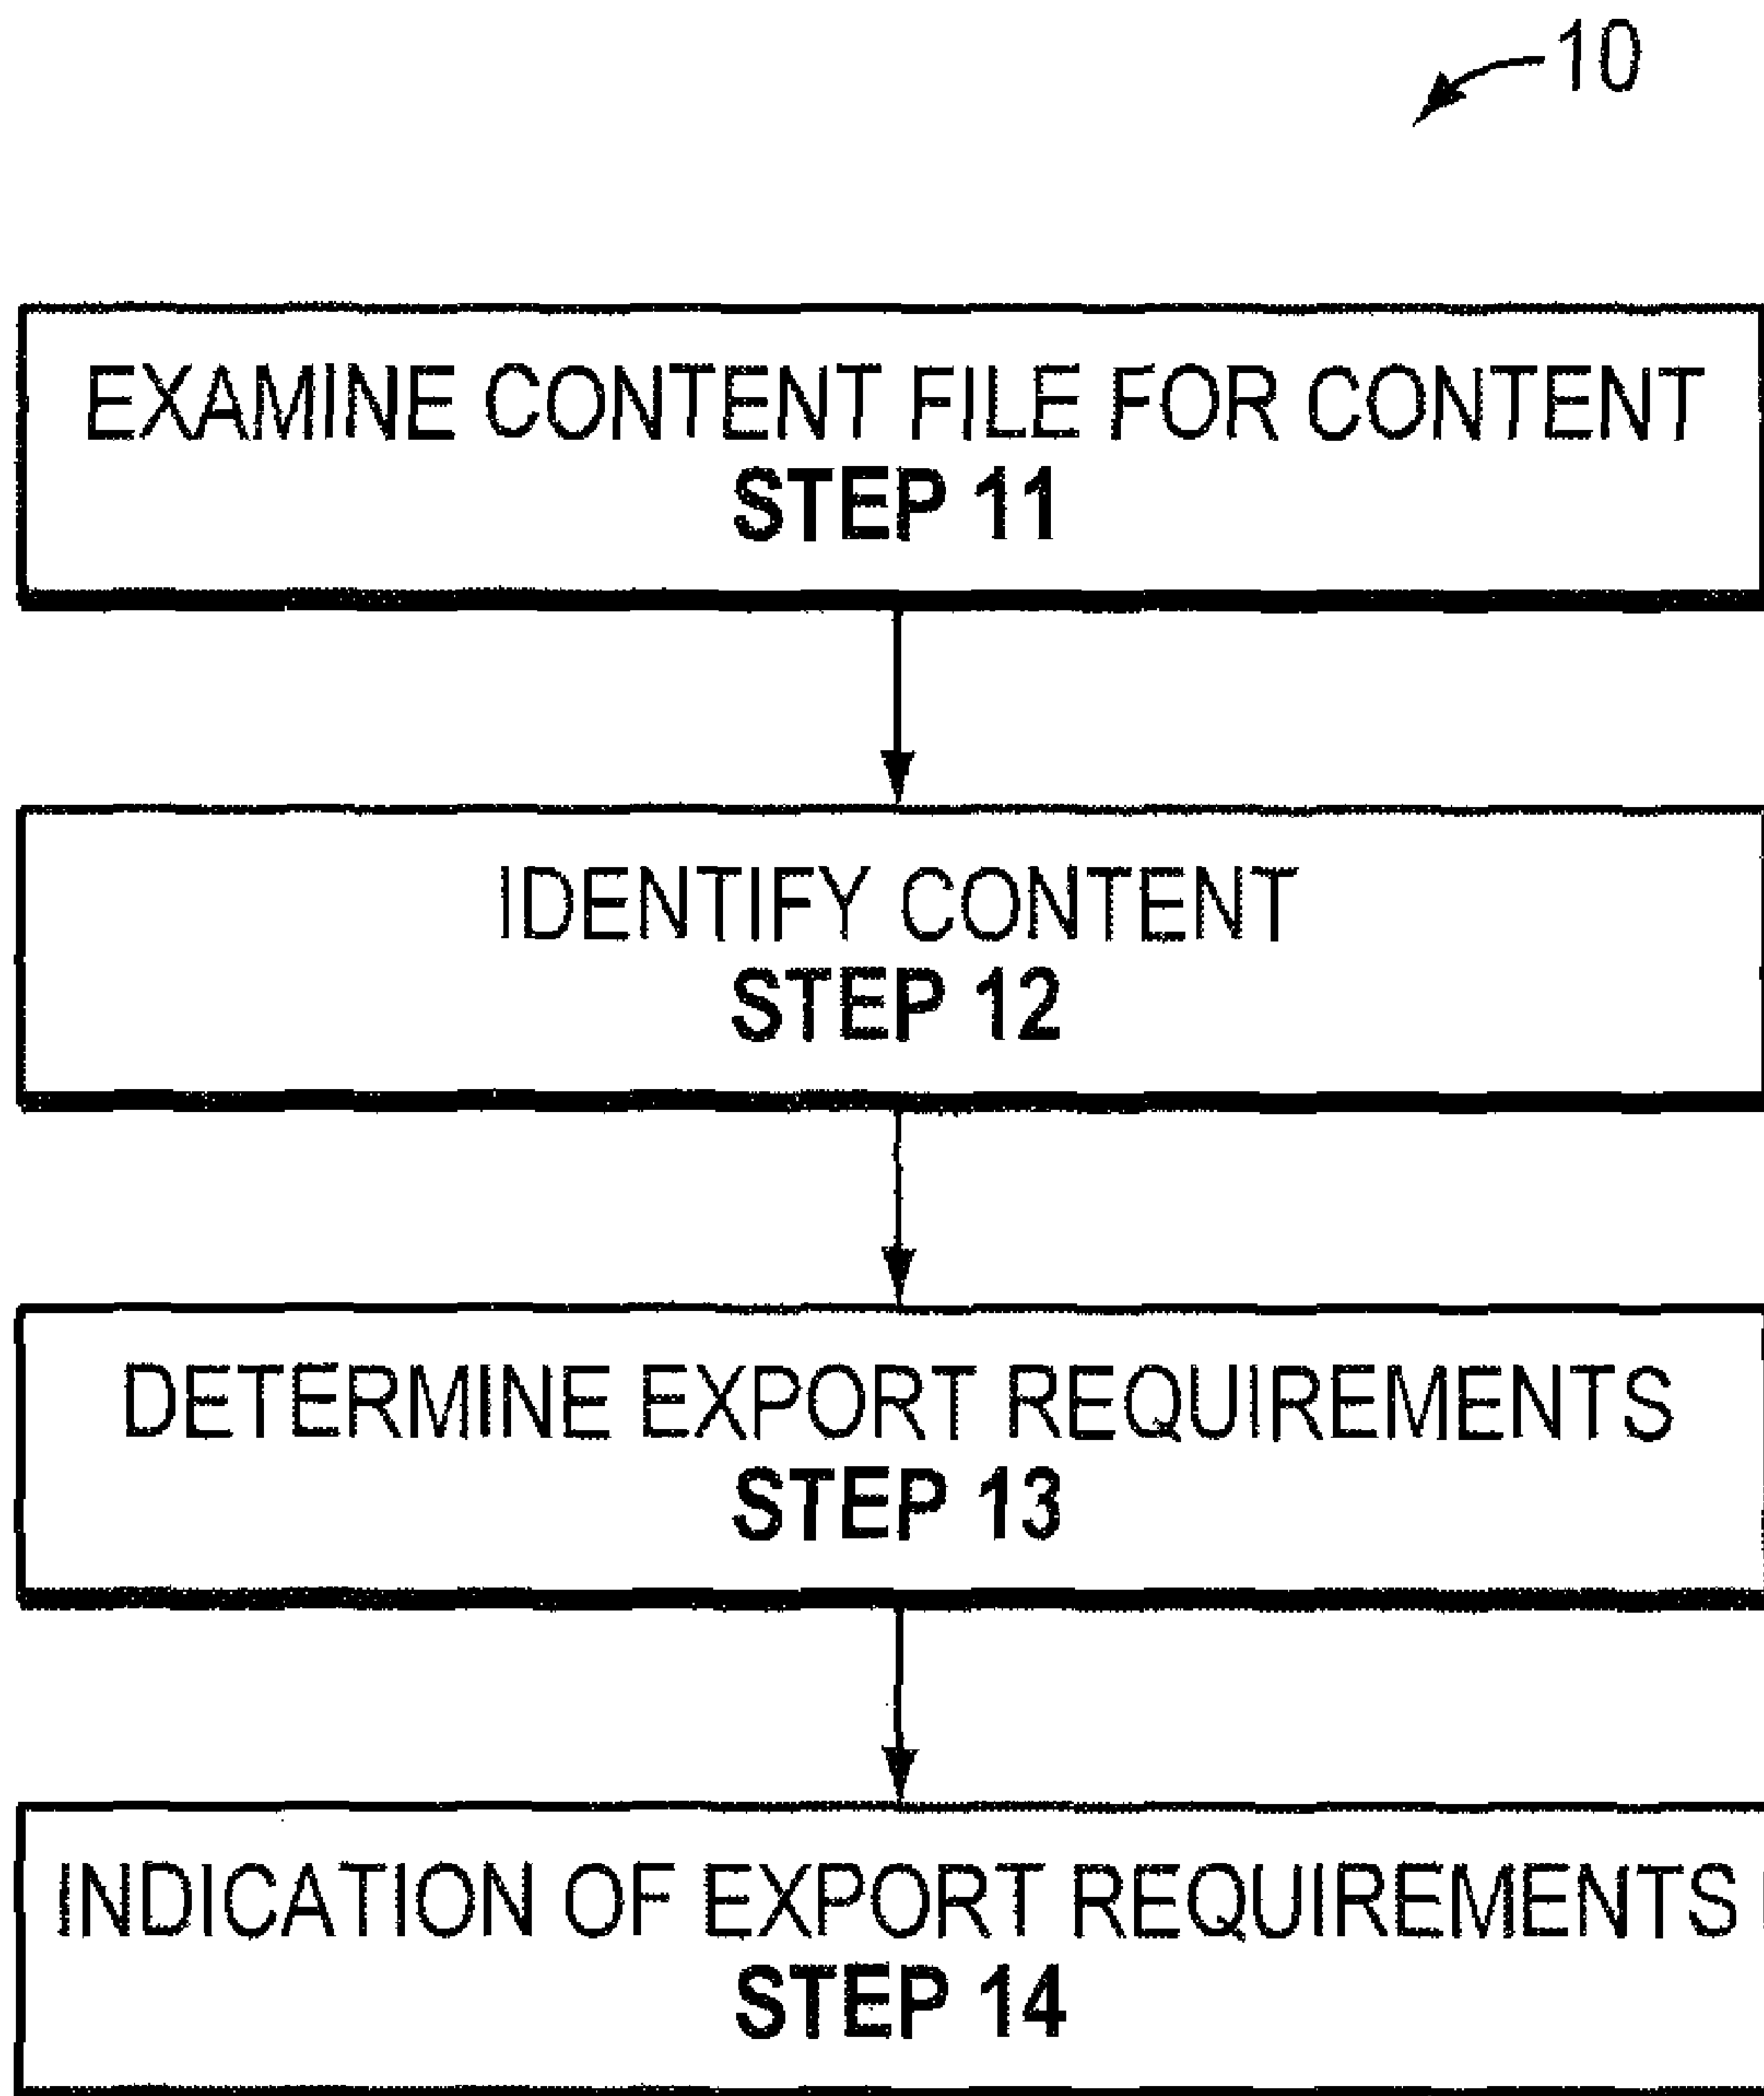 10
EXAMINE CONTENT FILE FOR CONTENT
STEP 11
IDENTIFY CONTENT
STEP 12
DETERMINE EXPORT REQUIREMENTS
STEP 13
INDICATION OF EXPORT REQUIREMENTS
STEP 14